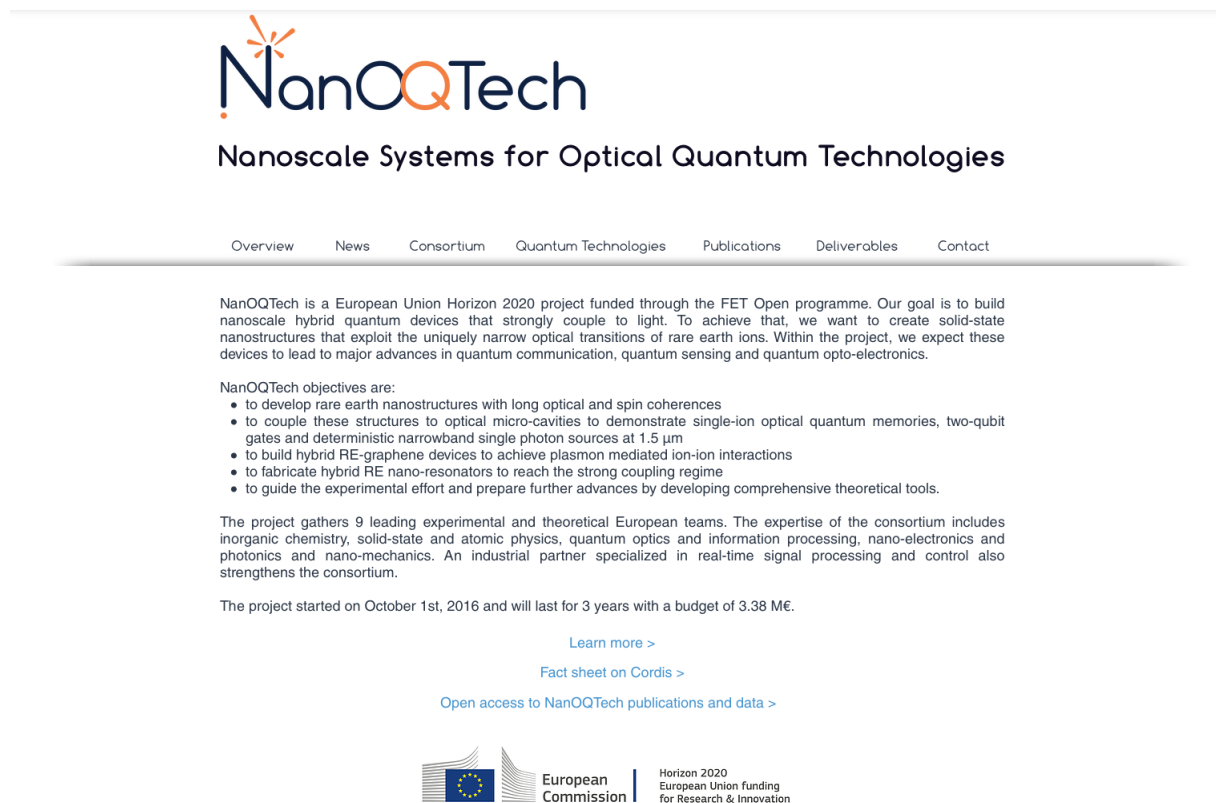 NanOQTech
Nanoscale Systems for Optical Quantum Technologies
Overview News Consortium Quantum Technologies Publications Deliverables Contact
NanOQTech is a European Union Horizon 2020 project funded through the FET Open programme. Our goal is to build
nanoscale hybrid quantum devices that strongly couple to light. To achieve that, we want to create solid-state
nanostructures that exploit the uniquely narrow optical transitions of rare earth ions. Within the project, we expect these
devices to lead to major advances in quantum communication, quantum sensing and quantum opto-electronics.
NanOQTech objectives are:
● to develop rare earth nanostructures with long optical and spin coherences
● to couple these structures to optical micro-cavities to demonstrate single-ion optical quantum memories, two-qubit
gates and deterministic narrowband single photon sources at 1.5 μm
● to build hybrid RE-graphene devices to achieve plasmon mediated ion-ion interactions
● to fabricate hybrid RE nano-resonators to reach the strong coupling regime
● to guide the experimental effort and prepare further advances by developing comprehensive theoretical tools.
The project gathers 9 leading experimental and theoretical European teams. The expertise of the consortium includes
inorganic chemistry, solid-state and atomic physics, quantum optics and information processing, nano-electronics and
photonics and nano-mechanics. An industrial partner specialized in real-time signal processing and control also
strengthens the consortium.
The project started on October 1st, 2016 and will last for 3 years with a budget of 3.38 M€.
Learn more >
Fact sheet on Cordis >
Open access to NanOQTech publications and data >
European
Commission
Horizon 2020
European Union funding
for Research & Innovation